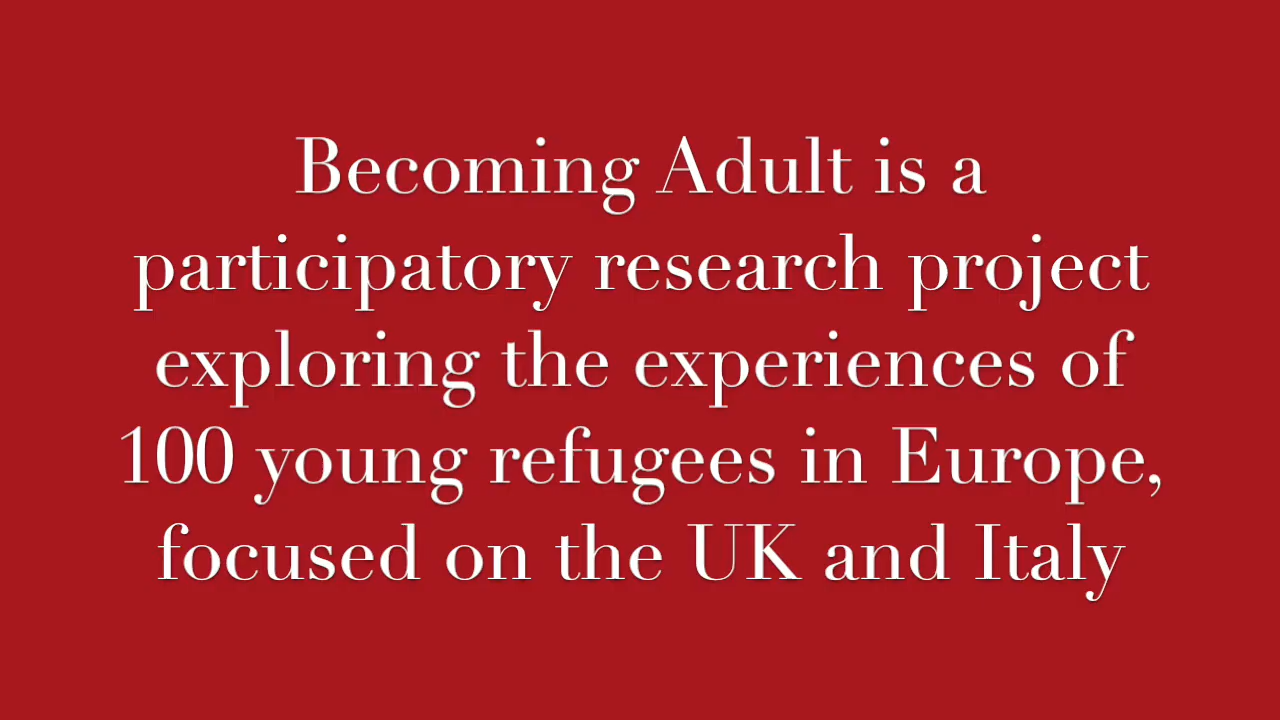 Becoming Adult is a
participatory research project
exploring the experiences of
100 young refugees in Europe,
focused on the UK and Italy